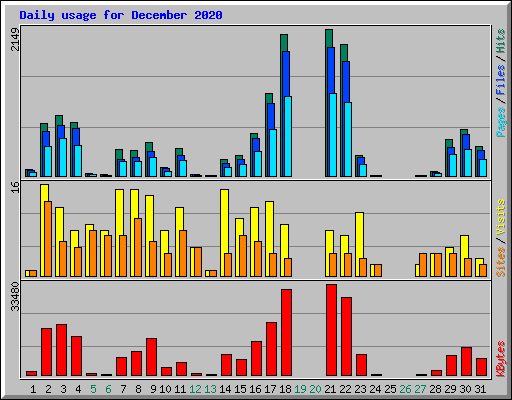 Daily usage for December 2020
2149
Pages / Files / Hits
16
Sites / Visits
33480
KBytes
1 2 3 4 5 6 7 8 9 10 11 12 13 14 15 16 17 18 19 20 21 22 23 24 25 26 27 28 29 30 31